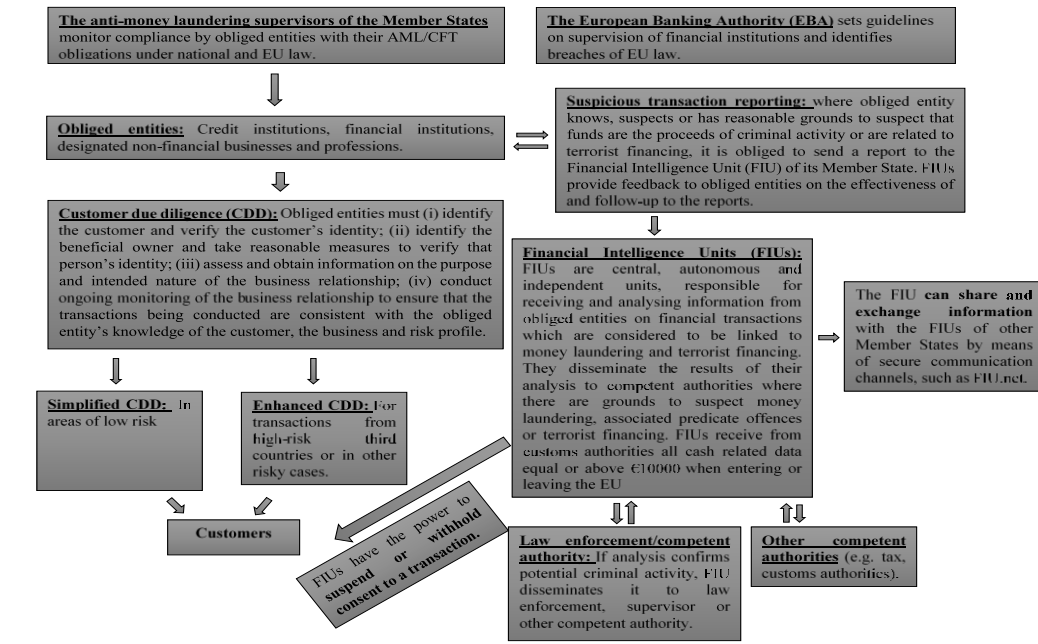 The anti-money laundering supervisors of the Member States
monitor compliance by obliged entities with their AML/CFT
obligations under national and EU law.
The European Banking Authority (EBA) sets guidelines
on supervision of financial institutions and identifies
breaches of EU law.
Obliged entities: Credit institutions, financial institutions,
designated non-financial businesses and professions.
Suspicious transaction reporting: where obliged entity
knows, suspects or has reasonable grounds to suspect that
funds are the proceeds of criminal activity or are related to
terrorist financing, it is obliged to send a report to the
Financial Intelligence Unit (FIU) of its Member State. FIUs
provide feedback to obliged entities on the effectiveness of
and follow-up to the reports.
Customer due diligence (CDD): Obliged entities must (i) identify
the customer and verify the customer's identity; (ii) identify
the beneficial owner and take reasonable measures to verify that
person's identity; (iii) assess and obtain information on the purpose
and intended nature of the business relationship; (iv) conduct
ongoing monitoring of the business relationship to ensure that the
transactions being conducted are consistent with the obliged
entity's knowledge of the customer, the business and risk profile.
Financial Intelligence Units (FIUs):
FIUs are central, autonomous and
independent units, responsible for
receiving and analysing information from
obliged entities on financial transactions
which are considered to be linked to
money laundering and terrorist financing.
They disseminate the results of their
analysis to competent authorities where
there are grounds to suspect money
laundering, associated predicate offences
or terrorist financing. FIUs receive from
customs authorities all cash related data
equal or above €10000 when entering or
leaving the EU
The FIU can share and
exchange information
with the FIUs of other
Member States by means
of secure communication
channels, such as FIU.net.
Simplified CDD: In
areas of low risk
Enhanced CDD: For
transactions from
high-risk third
countries or in other
risky cases.
Customers
FIUs have the power to
suspend or withhold
consent to a transaction.
Law enforcement/competent
authority: If analysis confirms
potential criminal activity, FIU
disseminates it to law
enforcement, supervisor or
other competent authority.
Other competent
authorities (e.g. tax,
customs authorities).